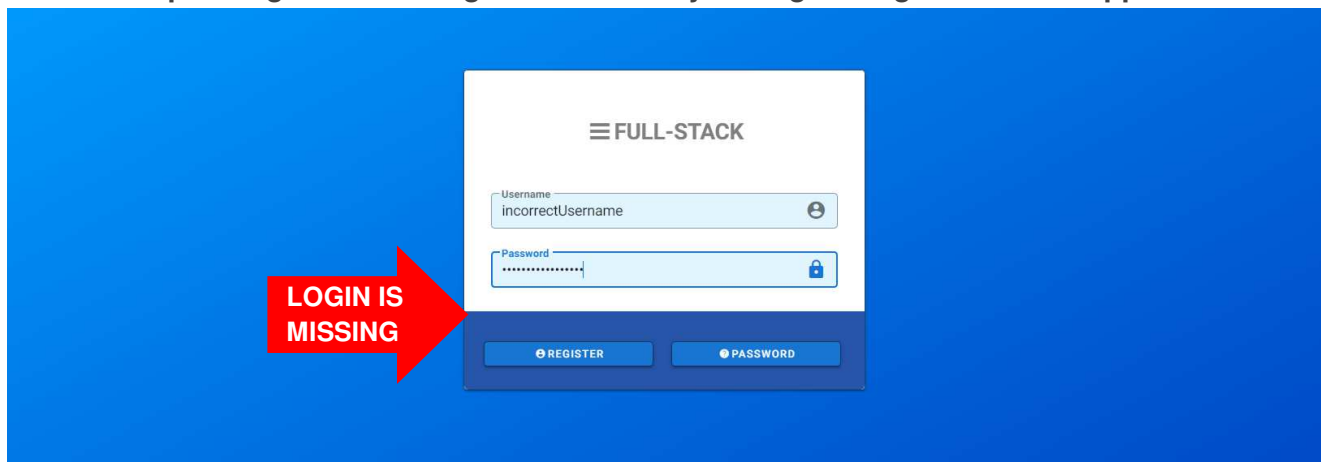 FULL-STACK
Username
incorrectUsername
Password
••••••••••••••••
LOGIN IS
MISSING
REGISTER
PASSWORD